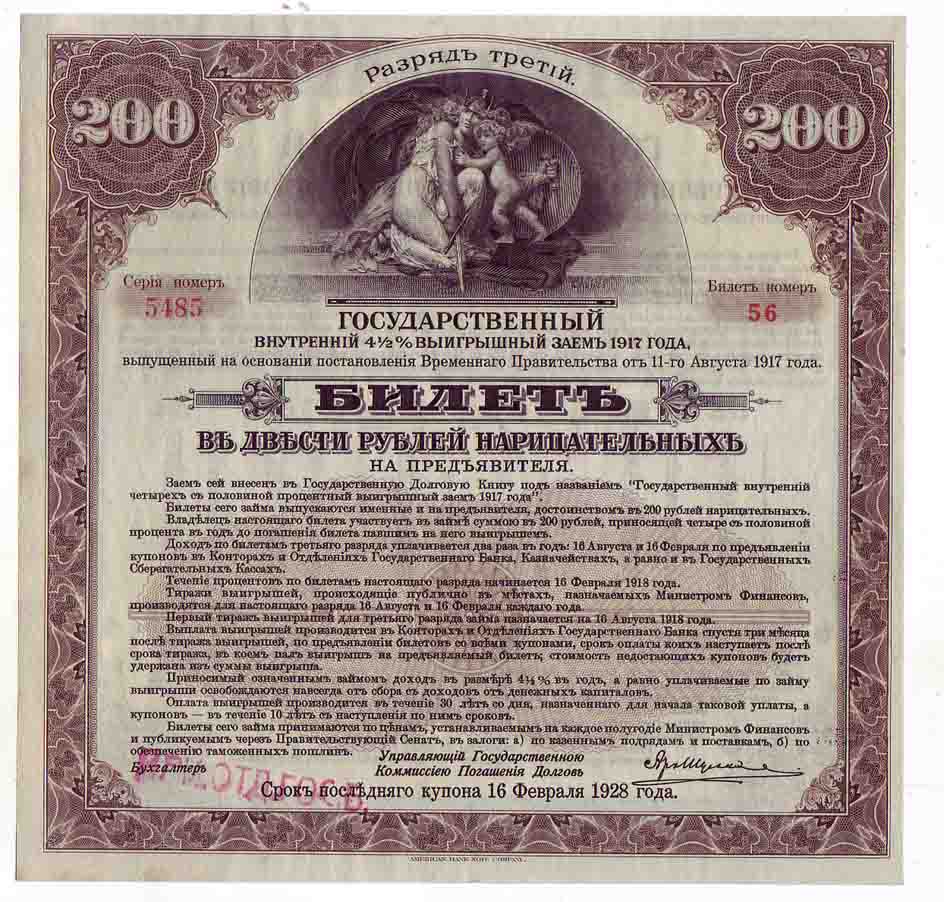 Разрядъ третій.
200
200
Серія номеръ
5485
Билетъ номеръ
56
ГОСУДАРСТВЕННЫЙ
ВНУТРЕННІЙ 4½% ВЫИГРЫШНЫЙ ЗАЕМЪ 1917 ГОДА,
выпущенный на основаніи постановленія Временнаго Правительства отъ 11-го Августа 1917 года.
БИЛЕТЪ
ВЪ ДВѢСТИ РУБЛЕЙ НАРИЦАТЕЛЬНЫХЪ
НА ПРЕДЪЯВИТЕЛЯ.
Заемъ сей внесенъ въ Государственную Долговую Книгу подъ названіемъ "Государственный внутренній
четырехъ съ половиной процентный выигрышный заемъ 1917 года".
Билеты сего займа выпускаются именные и на предъявителя, достоинствомъ въ 200 рублей нарицательныхъ.
Владѣлецъ настоящаго билета участвуетъ въ займѣ суммою въ 200 рублей, приносящей четыре съ половиной
процента въ годъ до погашенія билета павшимъ на него выигрышемъ.
Доходъ по билетамъ третьяго разряда уплачивается два раза въ годъ: 16 Августа и 16 Февраля по предъявленіи
купоновъ въ Конторахъ и Отдѣленіяхъ Государственнаго Банка, Казначействахъ, а равно и въ Государственныхъ
Сберегательныхъ Кассахъ.
Теченіе процентовъ по билетамъ настоящаго разряда начинается 16 Февраля 1918 года.
Тиражи выигрышей, происходящіе публично въ мѣстахъ, назначаемыхъ Министромъ Финансовъ,
производятся для настоящаго разряда 16 Августа и 16 Февраля каждаго года.
Первый тиражъ выигрышей для третьяго разряда займа назначается на 16 Августа 1918 года.
Выплата выигрышей производится въ Конторахъ и Отдѣленіяхъ Государственнаго Банка спустя три мѣсяца
послѣ тиража выигрышей, по предъявленіи билетовъ со всѣми купонами, срокъ оплаты коихъ наступаетъ послѣ
срока тиража, въ коемъ палъ выигрышъ на предъявляемый билетъ; стоимость недостающихъ купоновъ будетъ
удержана изъ суммы выигрыша.
Приносимый означеннымъ займомъ доходъ въ размѣрѣ 4½% въ годъ, а равно уплачиваемые по займу
выигрыши освобождаются навсегда отъ сбора съ доходовъ отъ денежныхъ капиталовъ.
Оплата выигрышей производится въ теченіе 30 лѣтъ со дня, назначеннаго для начала таковой уплаты, а
купоновъ — въ теченіе 10 лѣтъ съ наступленія по нимъ сроковъ.
Билеты сего займа принимаются по цѣнамъ, устанавливаемымъ на каждое полугодіе Министромъ Финансовъ
и публикуемымъ черезъ Правительствующій Сенатъ, въ залоги: а) по казеннымъ подрядамъ и поставкамъ, б) по
обезпеченію таможенныхъ пошлинъ.
Бухгалтеръ
Управляющій Государственною
Коммиссіею Погашенія Долговъ
Срокъ послѣдняго купона 16 Февраля 1928 года.
AMERICAN BANK NOTE COMPANY.